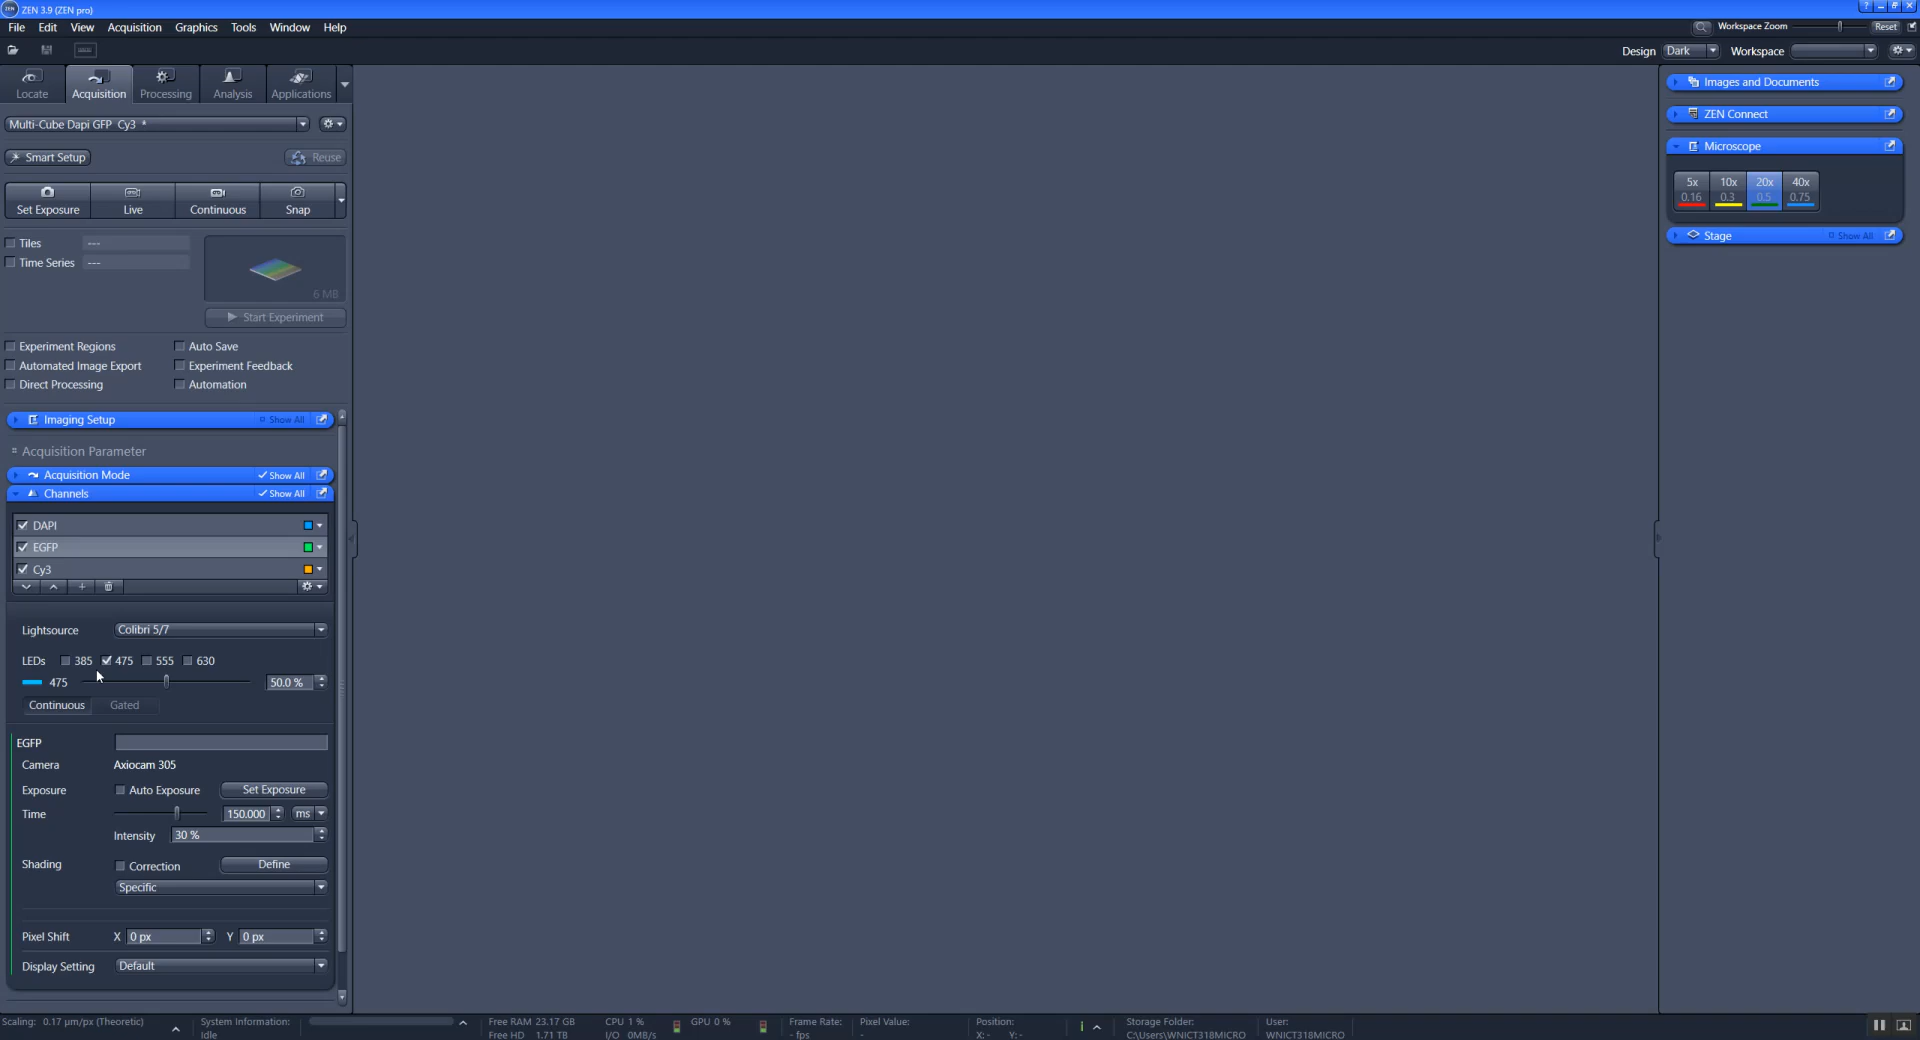 ZEN 3.9 (ZEN pro)
File Edit View Acquisition Graphics Tools Window Help
Workspace Zoom Reset
Design Dark Workspace
Locate Acquisition Processing Analysis Applications
Multi-Cube Dapi GFP Cy3 *
Smart Setup Reuse
Set Exposure Live Continuous Snap
Tiles ---
Time Series ---
6 MB
Start Experiment
Experiment Regions Auto Save
Automated Image Export Experiment Feedback
Direct Processing Automation
Imaging Setup Show All
Acquisition Parameter
Acquisition Mode Show All
Channels Show All
DAPI
EGFP
Cy3
Lightsource Colibri 5/7
LEDs 385 475 555 630
475 50.0 %
Continuous Gated
EGFP
Camera Axiocam 305
Exposure Auto Exposure Set Exposure
Time 150.000 ms
Intensity 30 %
Shading Correction Define
Specific
Pixel Shift X 0 px Y 0 px
Display Setting Default
Images and Documents
ZEN Connect
Microscope
5x 10x 20x 40x
0.16 0.3 0.5 0.75
Stage Show All
Scaling: 0.17 µm/px (Theoretic) System Information: Free RAM 23.17 GB CPU 1 % GPU 0 % Frame Rate: Pixel Value: Position: Storage Folder: User:
Idle Free HD 1.71 TB I/O 0MB/s - fps - X: - Y: - C:\Users\WNICT318MICRO WNICT318MICRO